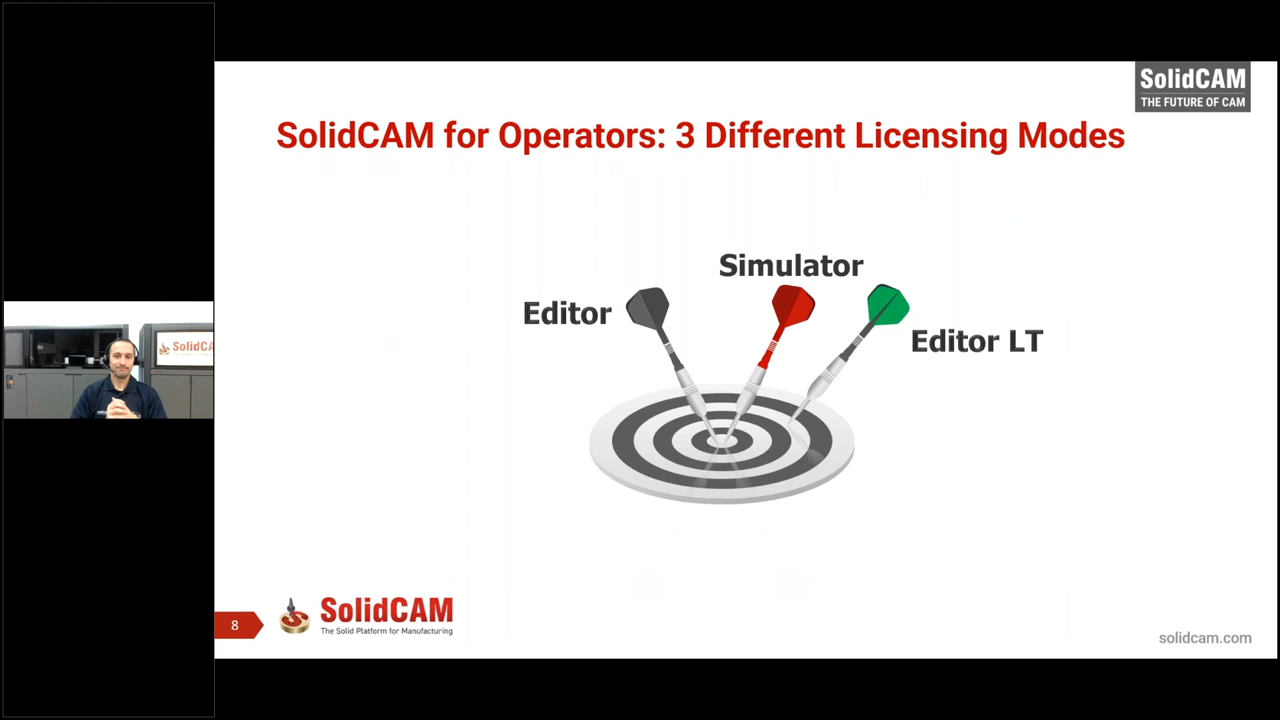 SolidCAM
THE FUTURE OF CAM
SolidCAM for Operators: 3 Different Licensing Modes
Simulator
Editor
Editor LT
SolidCA
8
SolidCAM
The Solid Platform for Manufacturing
solidcam.com